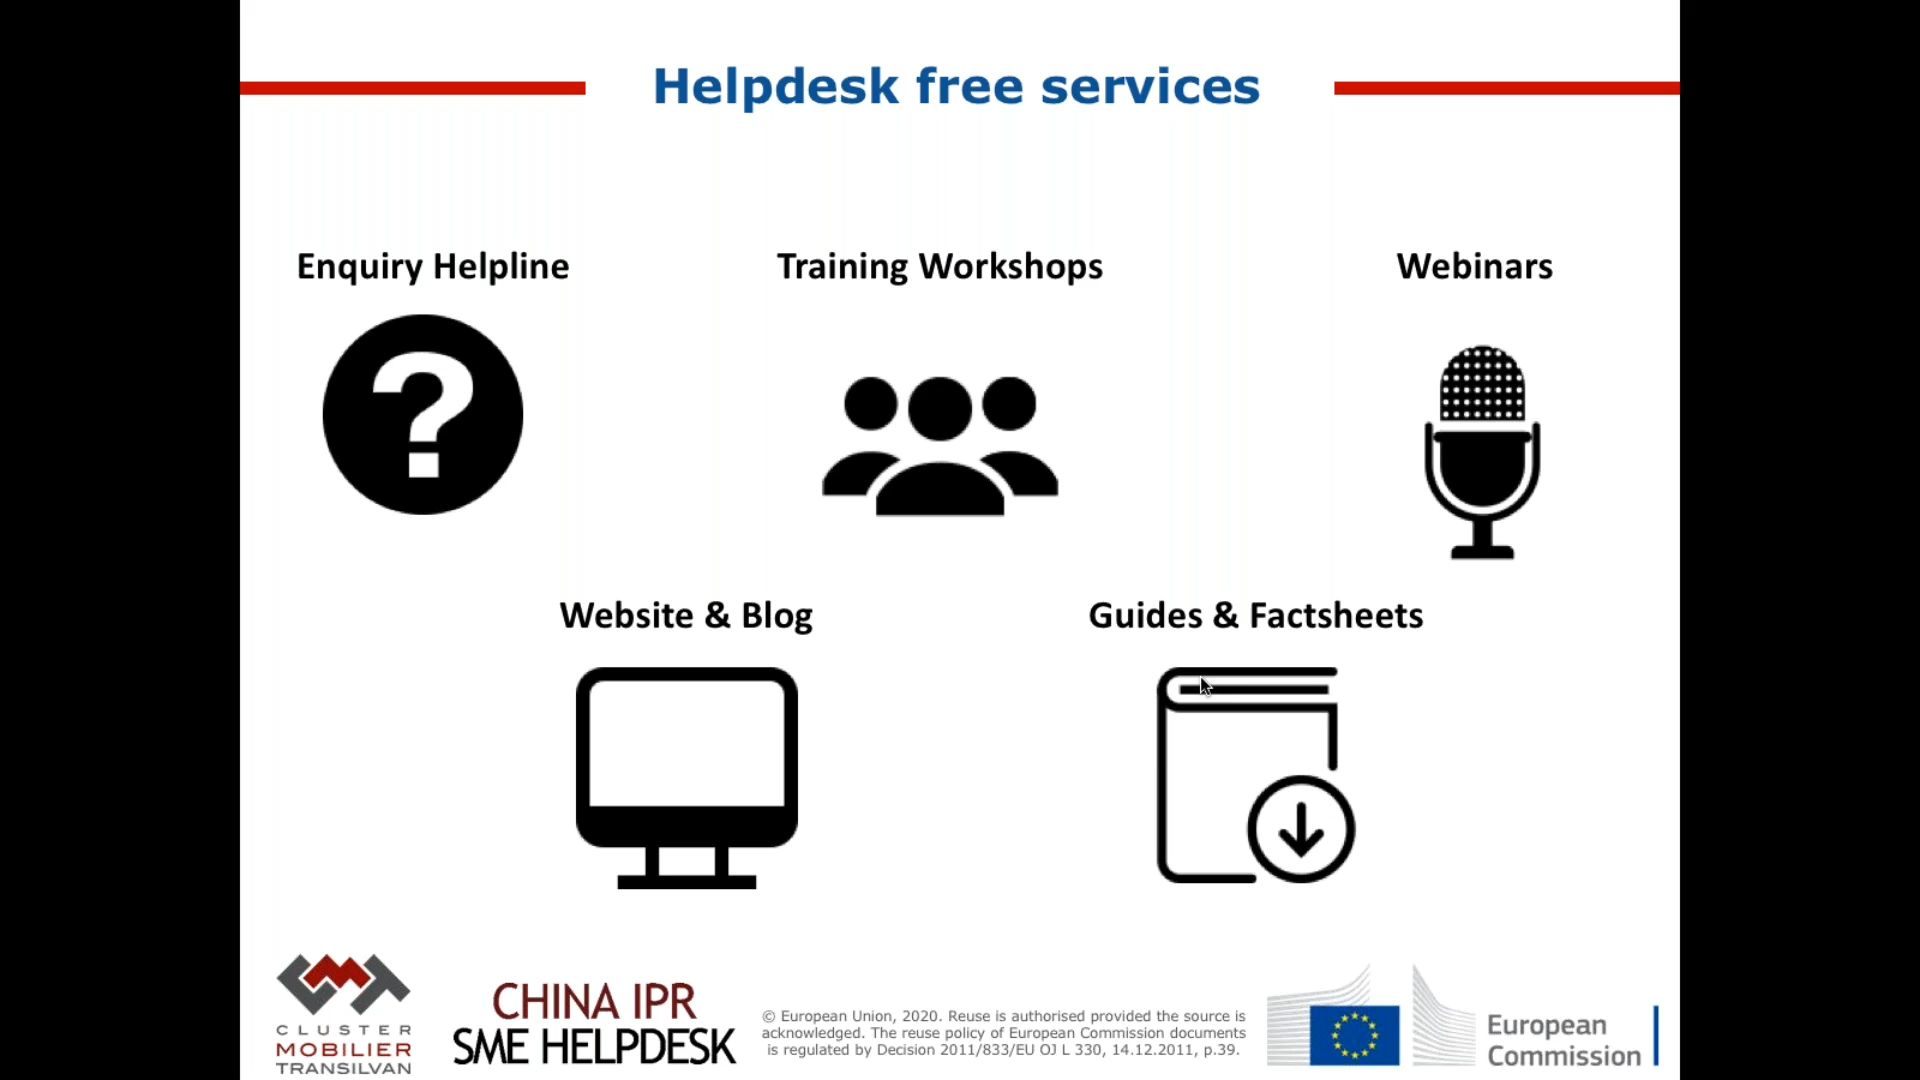 Helpdesk free services
Enquiry Helpline
Training Workshops
Webinars
?
Website & Blog
Guides & Factsheets
CLUSTER
MOBILIER
TRANSILVAN
CHINA IPR
SME HELPDESK
© European Union, 2020. Reuse is authorised provided the source is
acknowledged. The reuse policy of European Commission documents
is regulated by Decision 2011/833/EU OJ L 330, 14.12.2011, p.39.
European
Commission